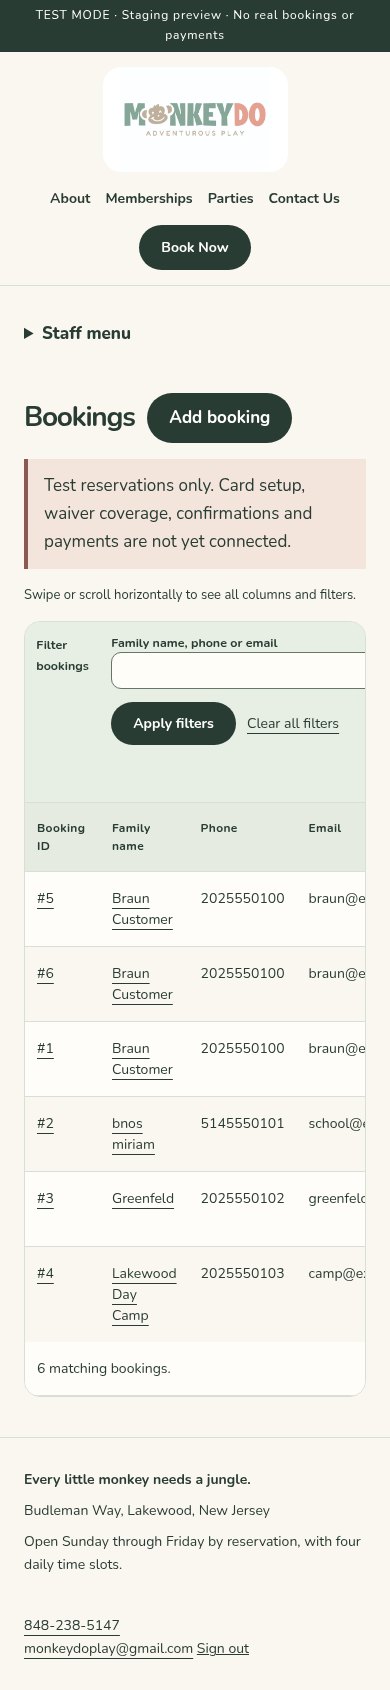 TEST MODE · Staging preview · No real bookings or
payments
MONKEYDO
ADVENTUROUS PLAY
About Memberships Parties Contact Us
Book Now
Staff menu
Bookings Add booking
Test reservations only. Card setup,
waiver coverage, confirmations and
payments are not yet connected.
Swipe or scroll horizontally to see all columns and filters.
Filter
bookings
Family name, phone or email
Apply filters Clear all filters
Booking
ID
Family
name
Phone
Email
#5
Braun
Customer
2025550100
braun@e
#6
Braun
Customer
2025550100
braun@e
#1
Braun
Customer
2025550100
braun@e
#2
bnos
miriam
5145550101
school@e
#3
Greenfeld
2025550102
greenfeld
#4
Lakewood
Day
Camp
2025550103
camp@e
6 matching bookings.
Every little monkey needs a jungle.
Budleman Way, Lakewood, New Jersey
Open Sunday through Friday by reservation, with four
daily time slots.
848-238-5147
monkeydoplay@gmail.com Sign out